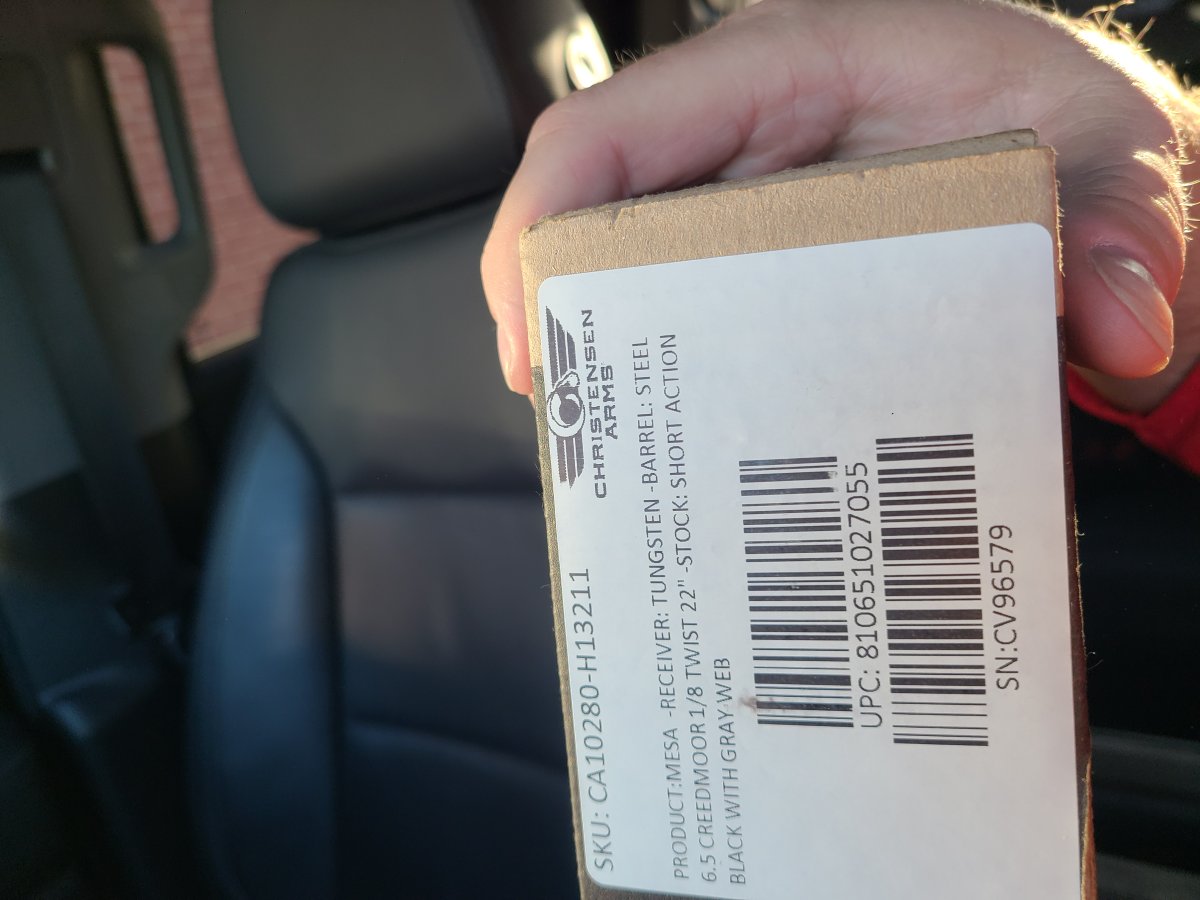 SKU: CA10280-H13211
CHRISTENSEN
ARMS
PRODUCT:MESA -RECEIVER: TUNGSTEN -BARREL: STEEL
6.5 CREEDMOOR 1/8 TWIST 22" -STOCK: SHORT ACTION
BLACK WITH GRAY WEB
UPC: 810651027055
SN:CV96579